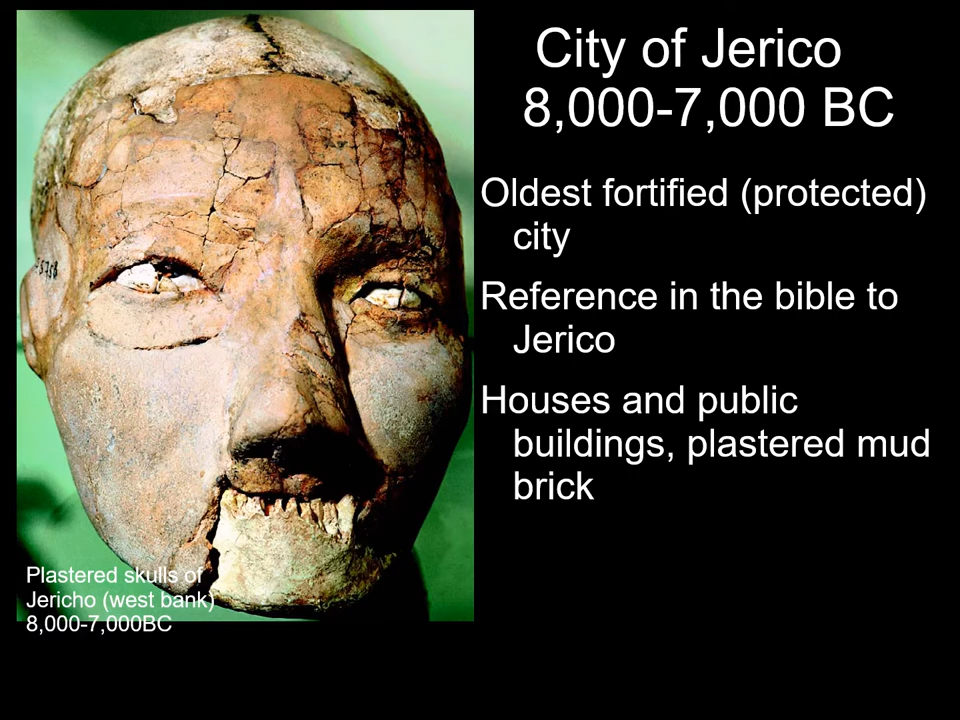 City of Jerico
8,000-7,000 BC
Oldest fortified (protected)
city
Reference in the bible to
Jerico
Houses and public
buildings, plastered mud
brick
Plastered skulls of
Jericho (west bank)
8,000-7,000BC